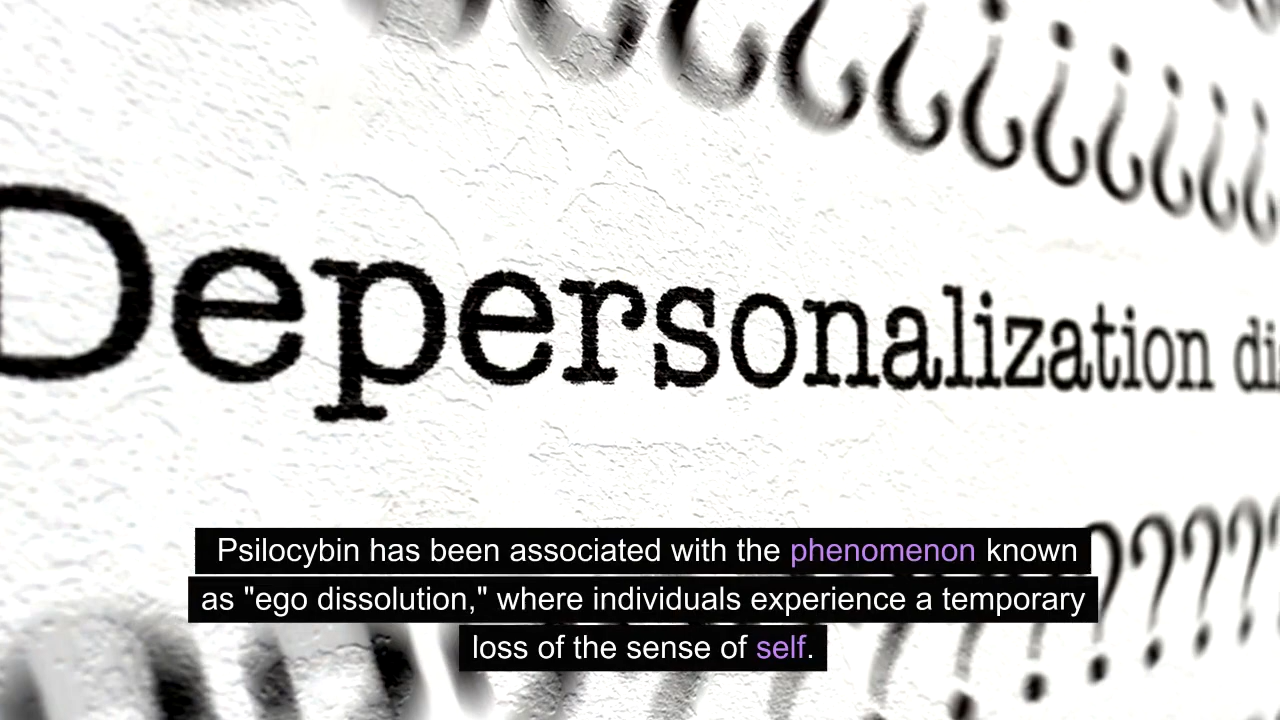 ¿¿¿¿¿¿¿¿¿¿
Depersonalization
Psilocybin has been associated with the phenomenon known
as "ego dissolution," where individuals experience a temporary
loss of the sense of self.
??????